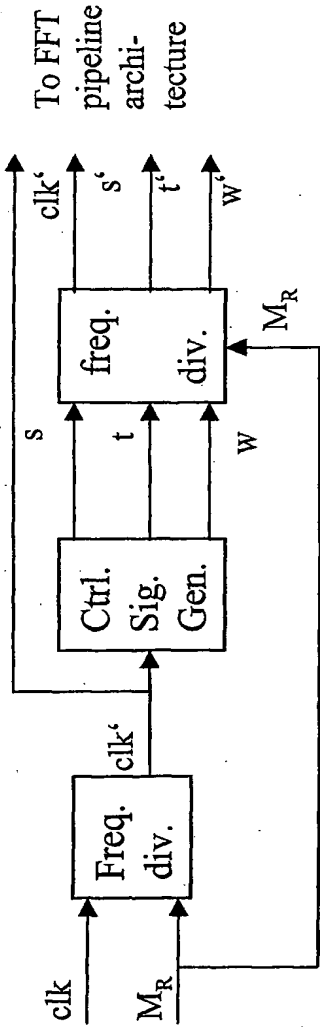 clk
M_R
Freq.
div.
clk‘
Ctrl.
Sig.
Gen.
s
t
w
freq.
div.
M_R
clk‘
s‘
t‘
w‘
To FFT
pipeline
archi-
tecture